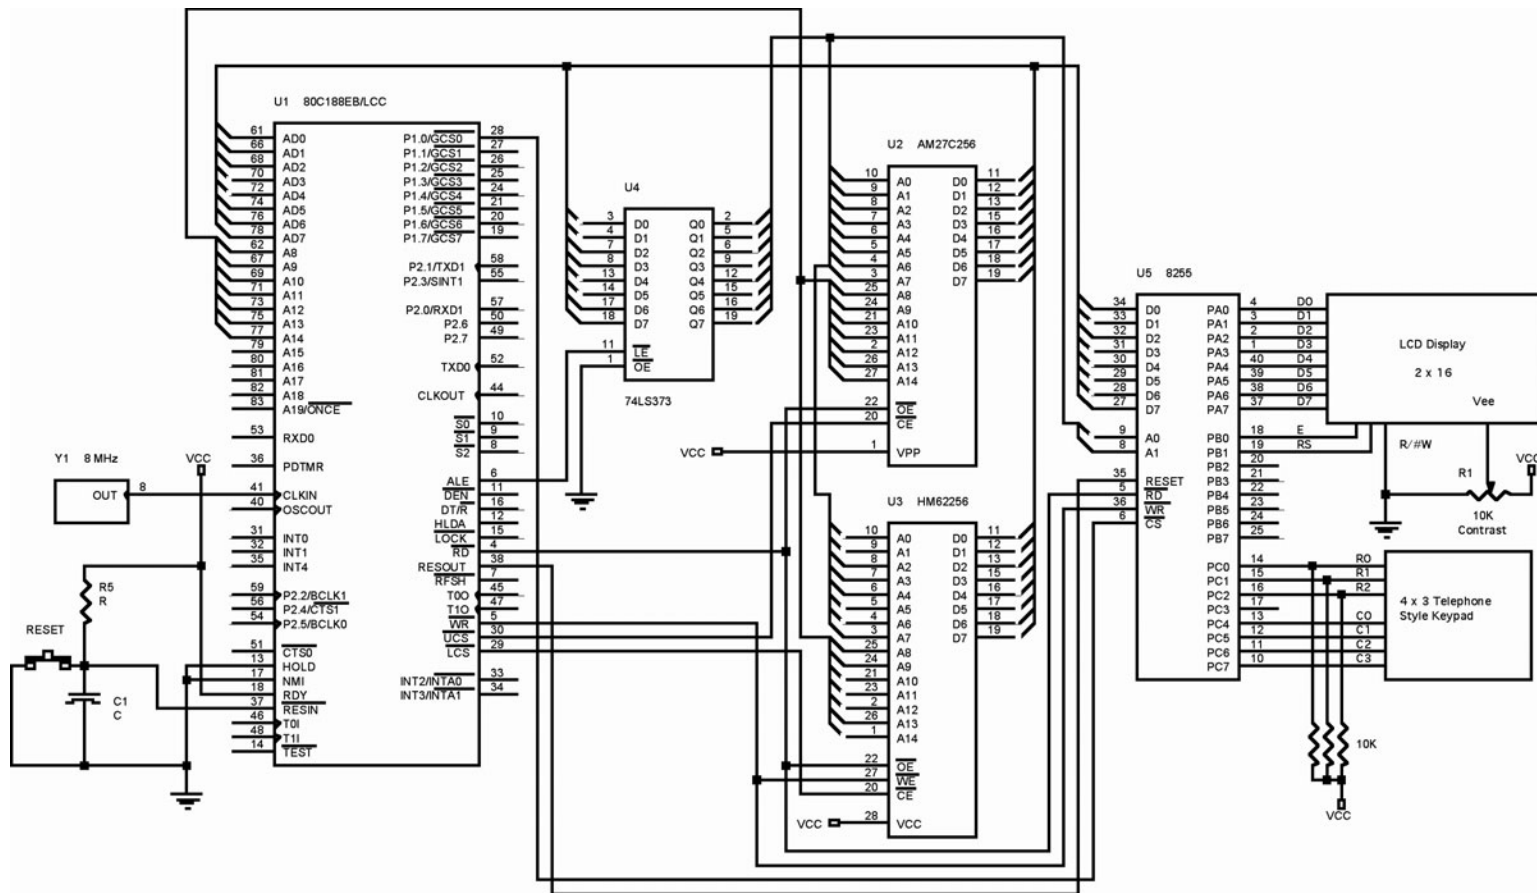 U1 80C188EB/LCC
61 AD0
66 AD1
68 AD2
70 AD3
72 AD4
74 AD5
76 AD6
78 AD7
62 A8
67 A9
69 A10
71 A11
73 A12
75 A13
77 A14
79 A15
80 A16
81 A17
82 A18
83 A19/ONCE
53 RXD0
36 PDTMR
41 CLKIN
40 OSCOUT
31 INT0
32 INT1
35 INT4
59 P2.2/BCLK1
56 P2.4/CTS1
54 P2.5/BCLK0
51 CTS0
13 HOLD
17 NMI
18 RDY
37 RESIN
46 T0I
48 T1I
14 TEST
P1.0/GCS0 28
P1.1/GCS1 27
P1.2/GCS2 26
P1.3/GCS3 25
P1.4/GCS4 24
P1.5/GCS5 21
P1.6/GCS6 20
P1.7/GCS7 19
P2.1/TXD1 58
P2.3/SINT1 55
P2.0/RXD1 57
P2.6 50
P2.7 49
TXD0 52
CLKOUT 44
S0 10
S1 9
S2 8
ALE 6
DEN 11
DT/R 16
HLDA 12
LOCK 15
RD 4
RESOUT 38
RFSH 7
T0O 45
T1O 47
WR 5
UCS 30
LCS 29
INT2/INTA0 33
INT3/INTA1 34
Y1 8 MHz
OUT 8
VCC
R5
R
RESET
C1
C
U4
3 D0 Q0 2
4 D1 Q1 5
7 D2 Q2 6
8 D3 Q3 9
13 D4 Q4 12
14 D5 Q5 15
17 D6 Q6 16
18 D7 Q7 19
11 LE
1 OE
74LS373
U2 AM27C256
10 A0 D0 11
9 A1 D1 12
8 A2 D2 13
7 A3 D3 15
6 A4 D4 16
5 A5 D5 17
4 A6 D6 18
3 A7 D7 19
25 A8
24 A9
21 A10
23 A11
2 A12
26 A13
27 A14
22 OE
20 CE
VCC 1 VPP
U3 HM62256
10 A0 D0 11
9 A1 D1 12
8 A2 D2 13
7 A3 D3 15
6 A4 D4 16
5 A5 D5 17
4 A6 D6 18
3 A7 D7 19
25 A8
24 A9
21 A10
23 A11
2 A12
26 A13
1 A14
22 OE
27 WE
20 CE
VCC 28 VCC
U5 8255
34 D0 PA0 4 D0
33 D1 PA1 3 D1
32 D2 PA2 2 D2
31 D3 PA3 1 D3
30 D4 PA4 40 D4
29 D5 PA5 39 D5
28 D6 PA6 38 D6
27 D7 PA7 37 D7
9 A0 PB0 18 E
8 A1 PB1 19 RS
PB2 20
35 RESET PB3 21
5 RD PB4 22
36 WR PB5 23
6 CS PB6 24
PB7 25
PC0 14 R0
PC1 15 R1
PC2 16 R2
PC3 17
PC4 13 C0
PC5 12 C1
PC6 11 C2
PC7 10 C3
LCD Display
2 x 16
Vee
R/#W
R1
VCC
10K
Contrast
4 x 3 Telephone
Style Keypad
10K
VCC